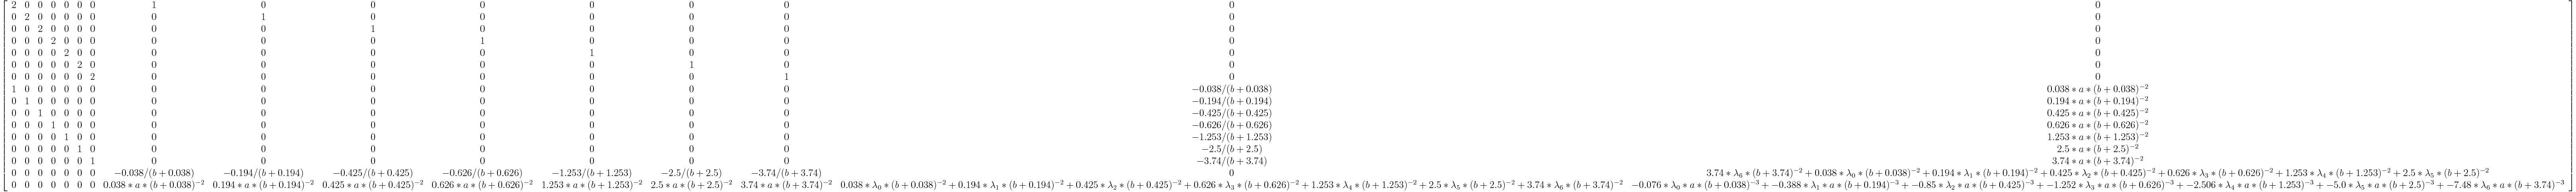 2 0 0 0 0 0 0 1 0 0 0 0 0 0 0 0
0 2 0 0 0 0 0 0 1 0 0 0 0 0 0 0
0 0 2 0 0 0 0 0 0 1 0 0 0 0 0 0
0 0 0 2 0 0 0 0 0 0 1 0 0 0 0 0
0 0 0 0 2 0 0 0 0 0 0 1 0 0 0 0
0 0 0 0 0 2 0 0 0 0 0 0 1 0 0 0
0 0 0 0 0 0 2 0 0 0 0 0 0 1 0 0
1 0 0 0 0 0 0 0 0 0 0 0 0 0 −0.038/(b + 0.038) 0.038 ∗ a ∗ (b + 0.038)⁻²
0 1 0 0 0 0 0 0 0 0 0 0 0 0 −0.194/(b + 0.194) 0.194 ∗ a ∗ (b + 0.194)⁻²
0 0 1 0 0 0 0 0 0 0 0 0 0 0 −0.425/(b + 0.425) 0.425 ∗ a ∗ (b + 0.425)⁻²
0 0 0 1 0 0 0 0 0 0 0 0 0 0 −0.626/(b + 0.626) 0.626 ∗ a ∗ (b + 0.626)⁻²
0 0 0 0 1 0 0 0 0 0 0 0 0 0 −1.253/(b + 1.253) 1.253 ∗ a ∗ (b + 1.253)⁻²
0 0 0 0 0 1 0 0 0 0 0 0 0 0 −2.5/(b + 2.5) 2.5 ∗ a ∗ (b + 2.5)⁻²
0 0 0 0 0 0 1 0 0 0 0 0 0 0 −3.74/(b + 3.74) 3.74 ∗ a ∗ (b + 3.74)⁻²
0 0 0 0 0 0 0 −0.038/(b + 0.038) −0.194/(b + 0.194) −0.425/(b + 0.425) −0.626/(b + 0.626) −1.253/(b + 1.253) −2.5/(b + 2.5) −3.74/(b + 3.74) 0 3.74 ∗ λ₆ ∗ (b + 3.74)⁻² + 0.038 ∗ λ₀ ∗ (b + 0.038)⁻² + 0.194 ∗ λ₁ ∗ (b + 0.194)⁻² + 0.425 ∗ λ₂ ∗ (b + 0.425)⁻² + 0.626 ∗ λ₃ ∗ (b + 0.626)⁻² + 1.253 ∗ λ₄ ∗ (b + 1.253)⁻² + 2.5 ∗ λ₅ ∗ (b + 2.5)⁻²
0 0 0 0 0 0 0 0.038 ∗ a ∗ (b + 0.038)⁻² 0.194 ∗ a ∗ (b + 0.194)⁻² 0.425 ∗ a ∗ (b + 0.425)⁻² 0.626 ∗ a ∗ (b + 0.626)⁻² 1.253 ∗ a ∗ (b + 1.253)⁻² 2.5 ∗ a ∗ (b + 2.5)⁻² 3.74 ∗ a ∗ (b + 3.74)⁻² 0.038 ∗ λ₀ ∗ (b + 0.038)⁻² + 0.194 ∗ λ₁ ∗ (b + 0.194)⁻² + 0.425 ∗ λ₂ ∗ (b + 0.425)⁻² + 0.626 ∗ λ₃ ∗ (b + 0.626)⁻² + 1.253 ∗ λ₄ ∗ (b + 1.253)⁻² + 2.5 ∗ λ₅ ∗ (b + 2.5)⁻² + 3.74 ∗ λ₆ ∗ (b + 3.74)⁻² −0.076 ∗ λ₀ ∗ a ∗ (b + 0.038)⁻³ + −0.388 ∗ λ₁ ∗ a ∗ (b + 0.194)⁻³ + −0.85 ∗ λ₂ ∗ a ∗ (b + 0.425)⁻³ + −1.252 ∗ λ₃ ∗ a ∗ (b + 0.626)⁻³ + −2.506 ∗ λ₄ ∗ a ∗ (b + 1.253)⁻³ + −5.0 ∗ λ₅ ∗ a ∗ (b + 2.5)⁻³ + −7.48 ∗ λ₆ ∗ a ∗ (b + 3.74)⁻³